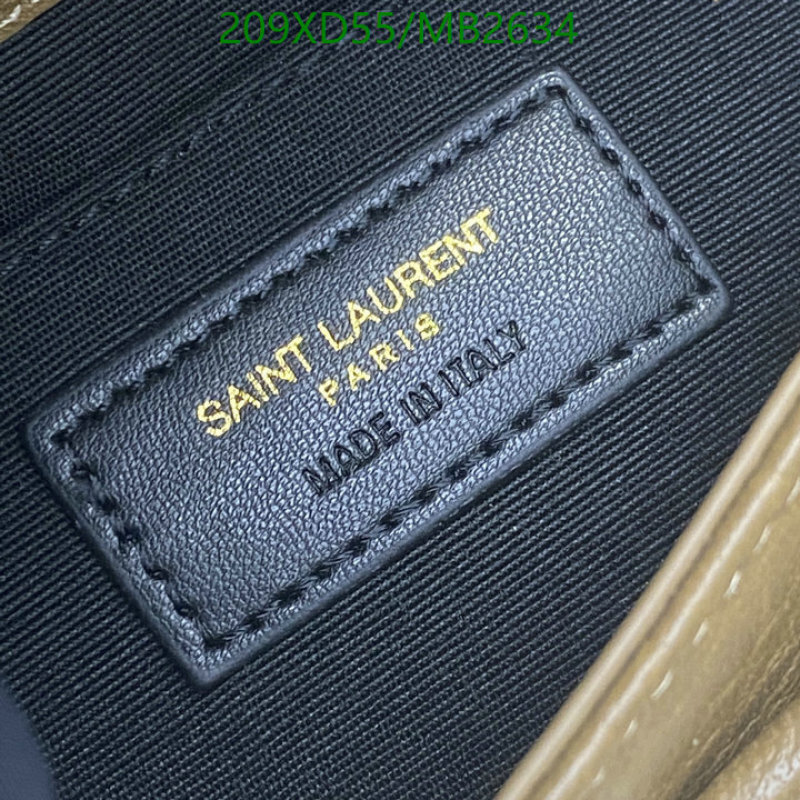 209XD55/MB2634
SAINT LAURENT
PARIS
MADE IN ITALY